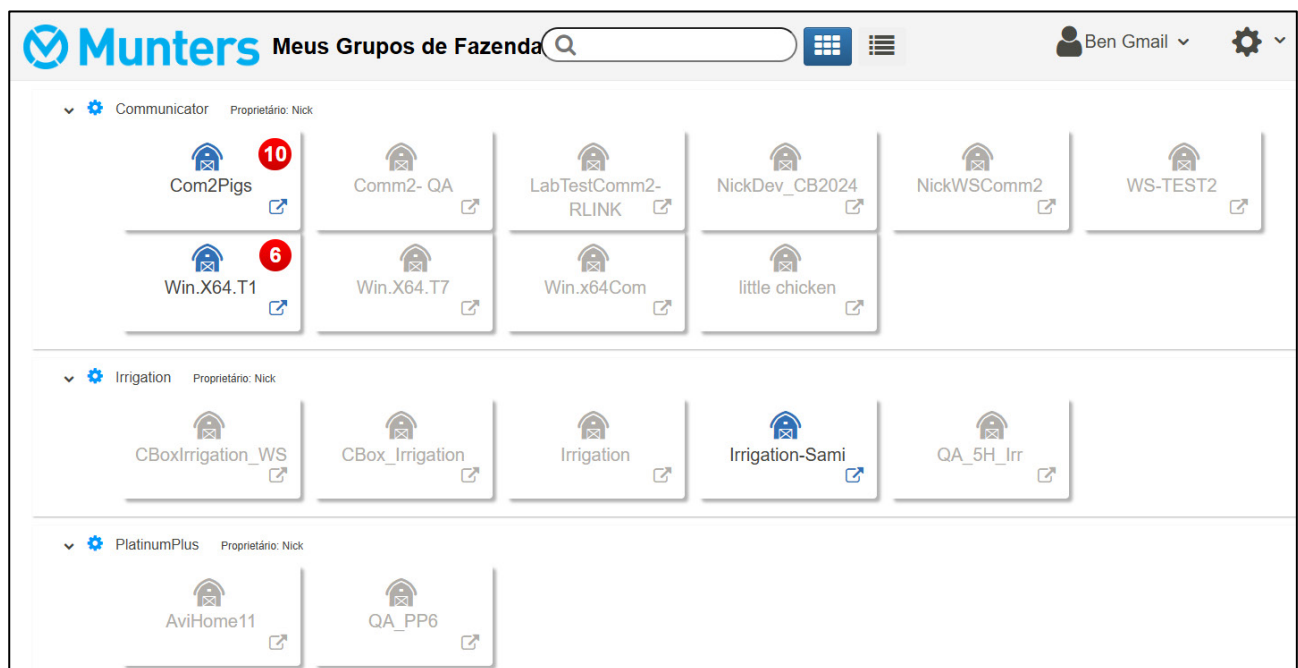 Munters Meus Grupos de Fazenda Ben Gmail
Communicator Proprietário: Nick
10
Com2Pigs Comm2- QA LabTestComm2- NickDev_CB2024 NickWSComm2 WS-TEST2
RLINK
6
Win.X64.T1 Win.X64.T7 Win.x64Com little chicken
Irrigation Proprietário: Nick
CBoxIrrigation_WS CBox_Irrigation Irrigation Irrigation-Sami QA_5H_Irr
PlatinumPlus Proprietário: Nick
AviHome11 QA_PP6